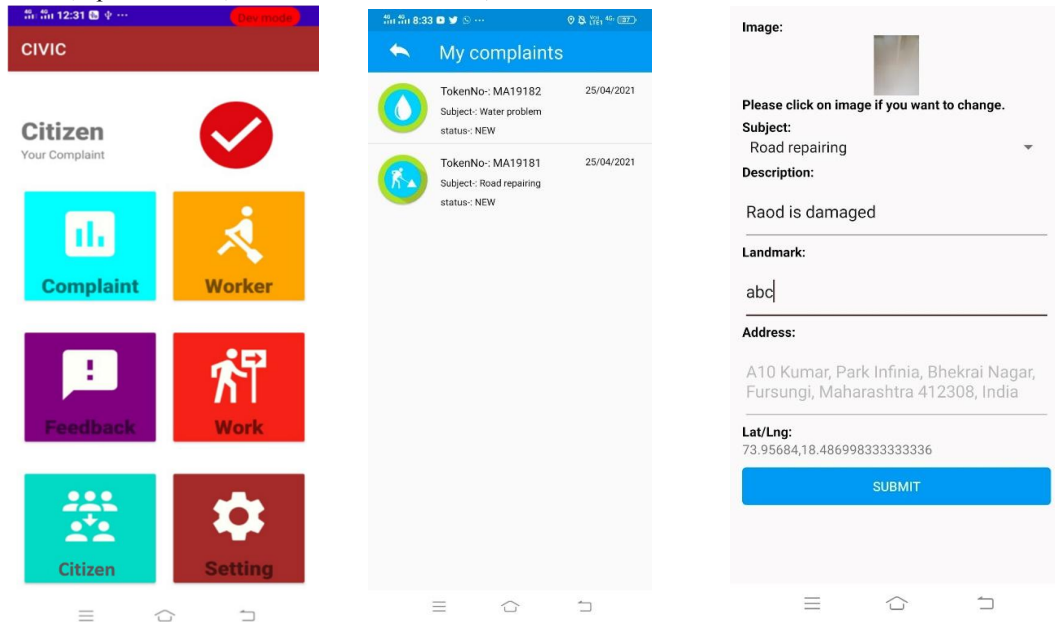 12:31
Dev mode
CIVIC
Citizen
Your Complaint
Complaint
Worker
Feedback
Work
Citizen
Setting
8:33
My complaints
TokenNo-: MA19182 25/04/2021
Subject-: Water problem
status-: NEW
TokenNo-: MA19181 25/04/2021
Subject-: Road repairing
status-: NEW
Image:
Please click on image if you want to change.
Subject:
Road repairing
Description:
Raod is damaged
Landmark:
abc
Address:
A10 Kumar, Park Infinia, Bhekrai Nagar,
Fursungi, Maharashtra 412308, India
Lat/Lng:
73.95684,18.486998333333336
SUBMIT